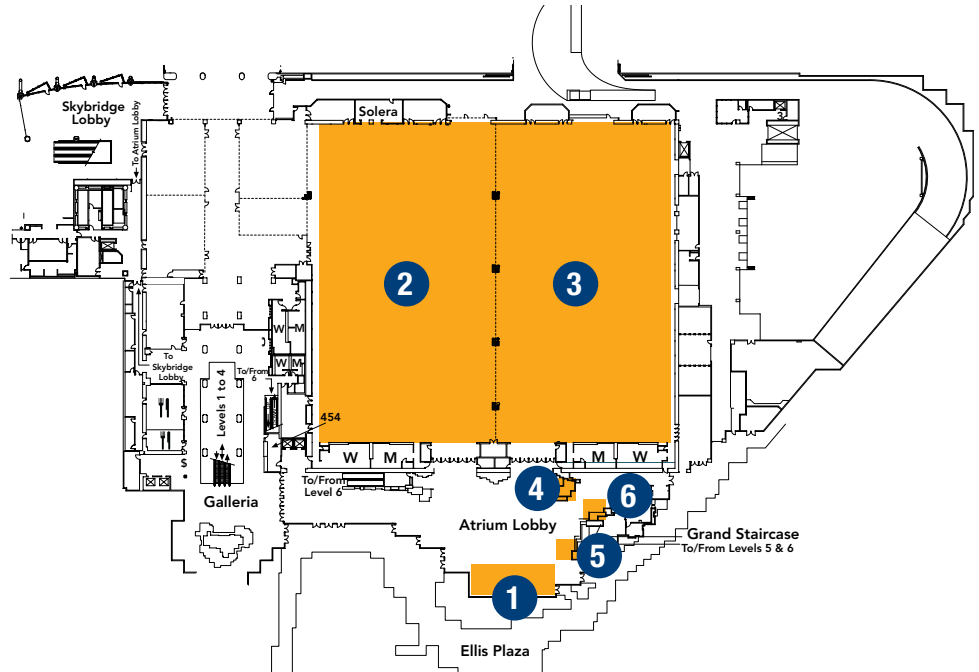 Skybridge
Lobby
To Atrium Lobby
Solera
3
2
3
W
M
W
M
To
Skybridge
Lobby
To/From
6
Levels 1 to 4
454
S
W
M
M
W
To/From
Level 6
4
6
Galleria
Atrium Lobby
5
Grand Staircase
To/From Levels 5 & 6
1
Ellis Plaza